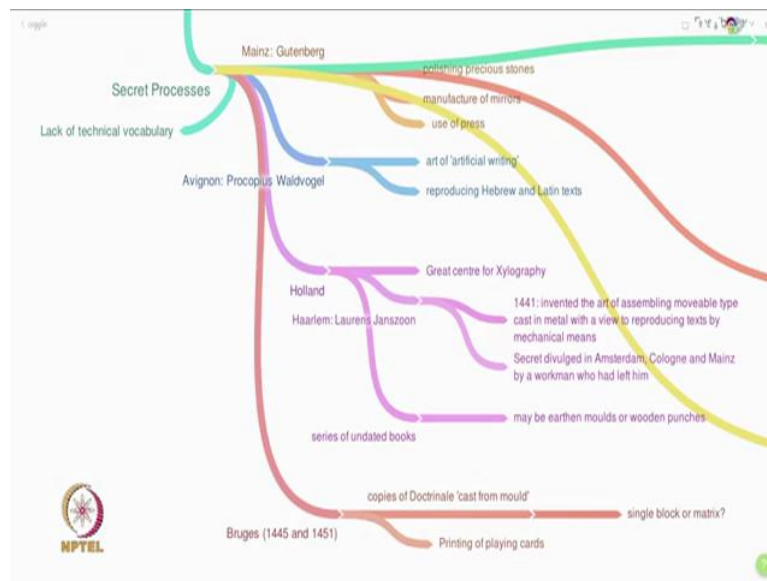 coggle
Mainz: Gutenberg
polishing precious stones
Secret Processes
manufacture of mirrors
use of press
Lack of technical vocabulary
art of 'artificial writing'
Avignon: Procopius Waldvogel
reproducing Hebrew and Latin texts
Great centre for Xylography
Holland
1441: invented the art of assembling moveable type
cast in metal with a view to reproducing texts by
mechanical means
Haarlem: Laurens Janszoon
Secret divulged in Amsterdam, Cologne and Mainz
by a workman who had left him
may be earthen moulds or wooden punches
series of undated books
copies of Doctrinale 'cast from mould'
single block or matrix?
Bruges (1445 and 1451)
Printing of playing cards
NPTEL